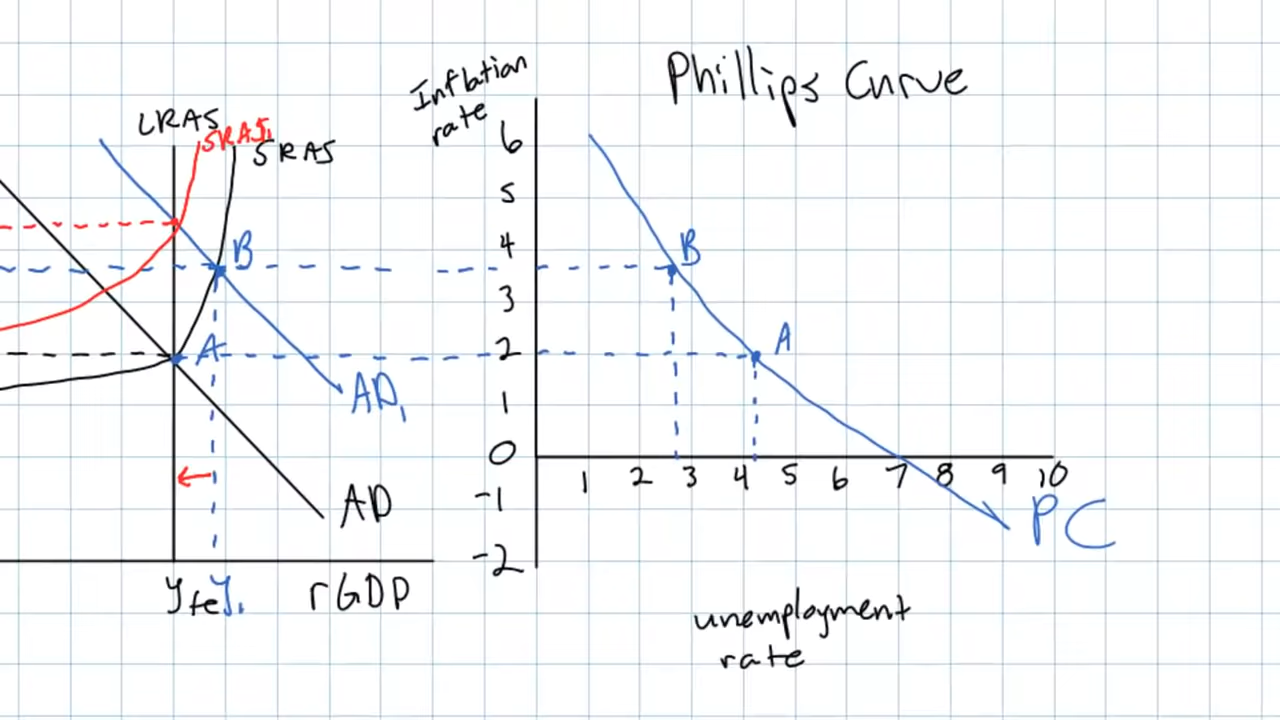 LRAS
SRAS1
SRAS
B
A
AD1
AD
Yfe
Y1
rGDP
Phillips Curve
Inflation
rate
6
5
4
3
2
1
0
-1
-2
B
A
1 2 3 4 5 6 7 8 9 10
PC
unemployment
rate